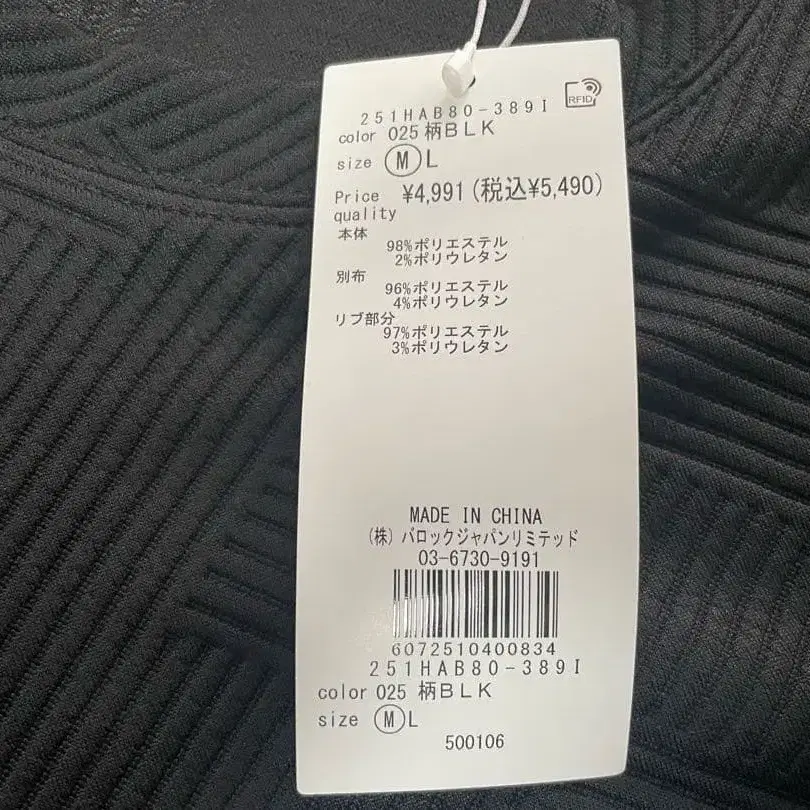 RFID
251HAB80-389I
color 025 柄BLK
size Ⓜ L
Price ¥4,991 (税込¥5,490)
quality
本体
98%ポリエステル
2%ポリウレタン
別布
96%ポリエステル
4%ポリウレタン
リブ部分
97%ポリエステル
3%ポリウレタン
MADE IN CHINA
(株) バロックジャパンリミテッド
03-6730-9191
6072510400834
251HAB80-389I
color 025 柄BLK
size Ⓜ L
500106